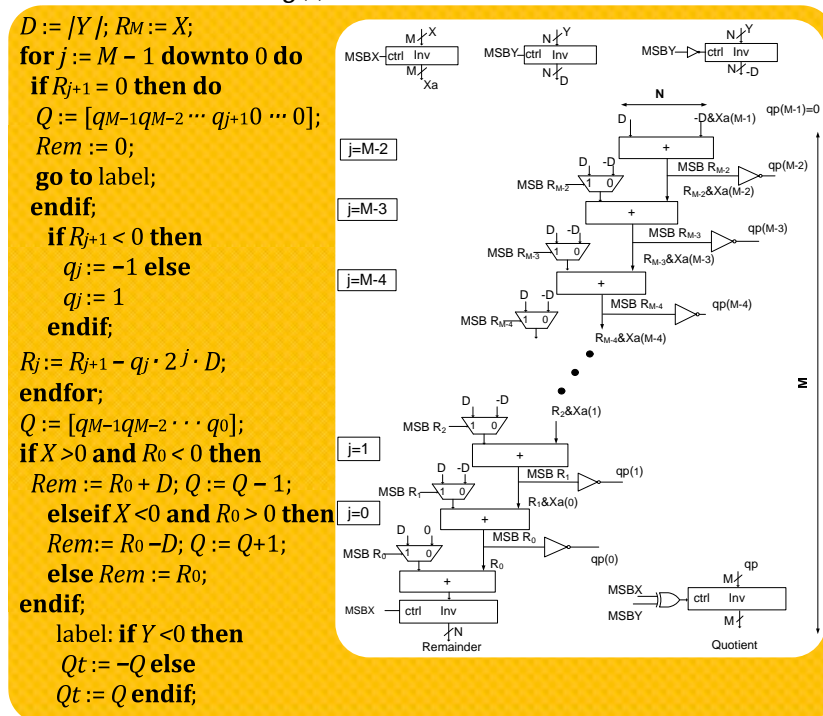 D := |Y|; RM := X;
for j := M − 1 downto 0 do
if Rj+1 = 0 then do
Q := [qM−1qM−2 ··· qj+10 ··· 0];
Rem := 0;
go to label;
endif;
if Rj+1 < 0 then
qj := −1 else
qj := 1
endif;
Rj := Rj+1 − qj · 2 j · D;
endfor;
Q := [qM−1qM−2 · · · q0];
if X >0 and R0 < 0 then
Rem := R0 + D; Q := Q − 1;
elseif X <0 and R0 > 0 then
Rem:= R0 −D; Q := Q+1;
else Rem := R0;
endif;
label: if Y <0 then
Qt := −Q else
Qt := Q endif;
M X
MSBX ctrl Inv
M
Xa
N Y
MSBY ctrl Inv
N D
N Y
MSBY ctrl Inv
N -D
N
D -D&Xa(M-1) qp(M-1)=0
+
j=M-2
D -D MSB RM-2 qp(M-2)
MSB RM-2 1 0 RM-2&Xa(M-2)
j=M-3
+
D -D MSB RM-3 qp(M-3)
MSB RM-3 1 0 RM-3&Xa(M-3)
j=M-4
+
D -D MSB RM-4 qp(M-4)
MSB RM-4 1 0
RM-4&Xa(M-4)
M
D -D R2&Xa(1)
MSB R2 1 0
j=1
+
D -D MSB R1 qp(1)
MSB R1 1 0 R1&Xa(0)
j=0
+
D 0 MSB R0 qp(0)
MSB R0 1 0 R0
+
MSBX ctrl Inv
N
Remainder
qp
M
MSBX
MSBY
ctrl Inv
M
Quotient